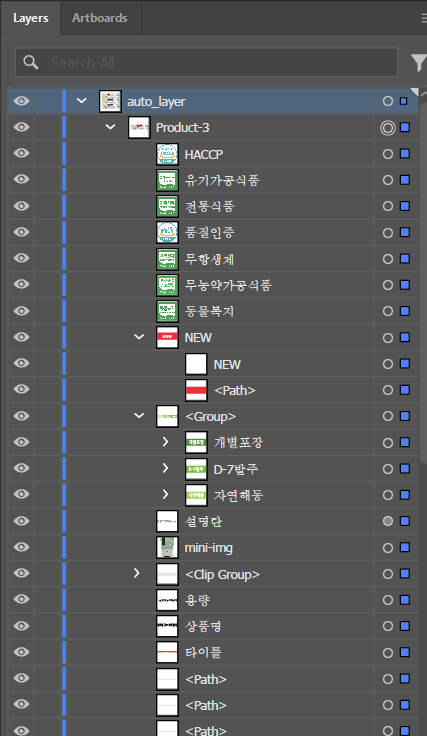 Layers Artboards
Search All
auto_layer
Product-3
HACCP
유기가공식품
전통식품
품질인증
무항생제
무농약가공식품
동물복지
NEW
NEW
<Path>
<Group>
개별포장
D-7발주
자연해동
설명란
mini-img
<Clip Group>
용량
상품명
타이틀
<Path>
<Path>
<Path>